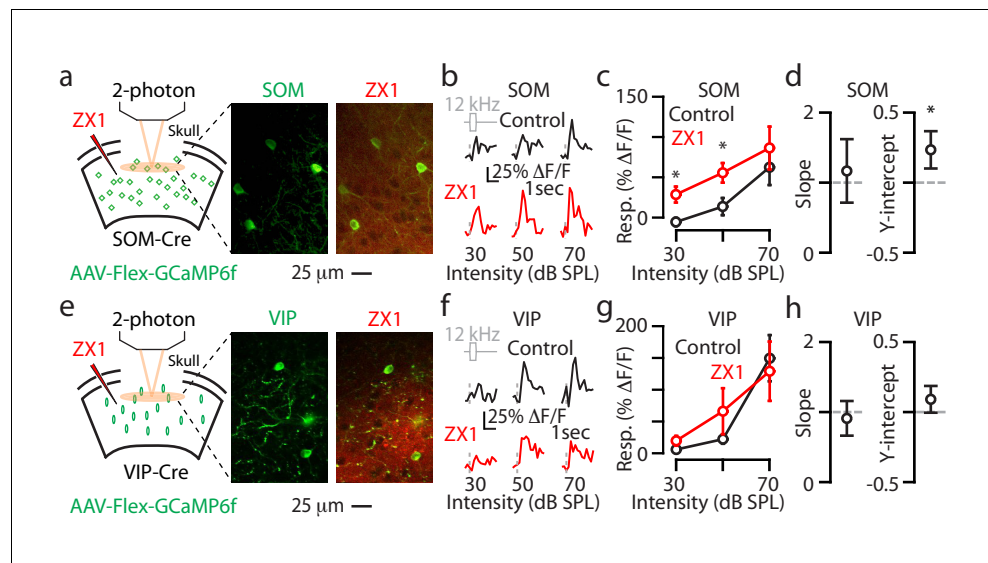 a
2-photon
ZX1
Skull
SOM-Cre
AAV-Flex-GCaMP6f
SOM
ZX1
25 μm
b
SOM
12 kHz
Control
25% ΔF/F
1sec
ZX1
30 50 70
Intensity (dB SPL)
c
SOM
150
Control
ZX1
*
*
0
Resp. (% ΔF/F)
30 70
Intensity (dB SPL)
d
SOM
2
Slope
0
0.5
*
Y-intercept
-0.5
e
2-photon
ZX1
Skull
VIP-Cre
AAV-Flex-GCaMP6f
VIP
ZX1
25 μm
f
VIP
12 kHz
Control
25% ΔF/F
1sec
ZX1
30 50 70
Intensity (dB SPL)
g
VIP
200
Control
ZX1
0
Resp. (% ΔF/F)
30 70
Intensity (dB SPL)
h
VIP
2
Slope
0
0.5
Y-intercept
-0.5